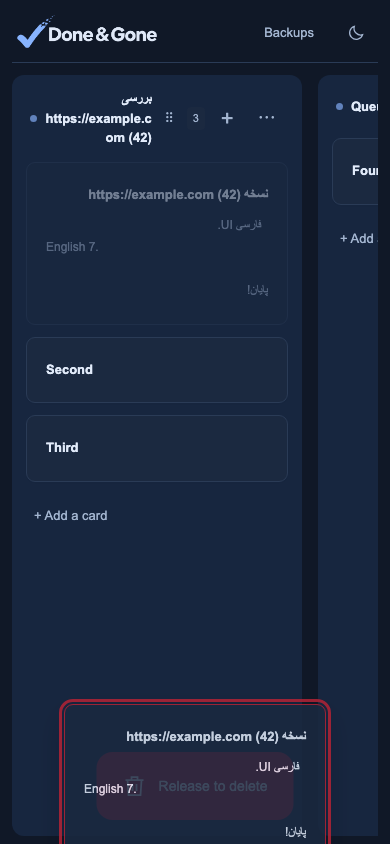 Done & Gone
Backups
بررسی
https://example.c
om (42)
3
+
...
Queu
نسخه (42) https://example.com
فارسی UI.
English 7.
پایان!
Four
+ Add a
Second
Third
+ Add a card
نسخه (42) https://example.com
فارسی UI.
English 7.
Release to delete
پایان!